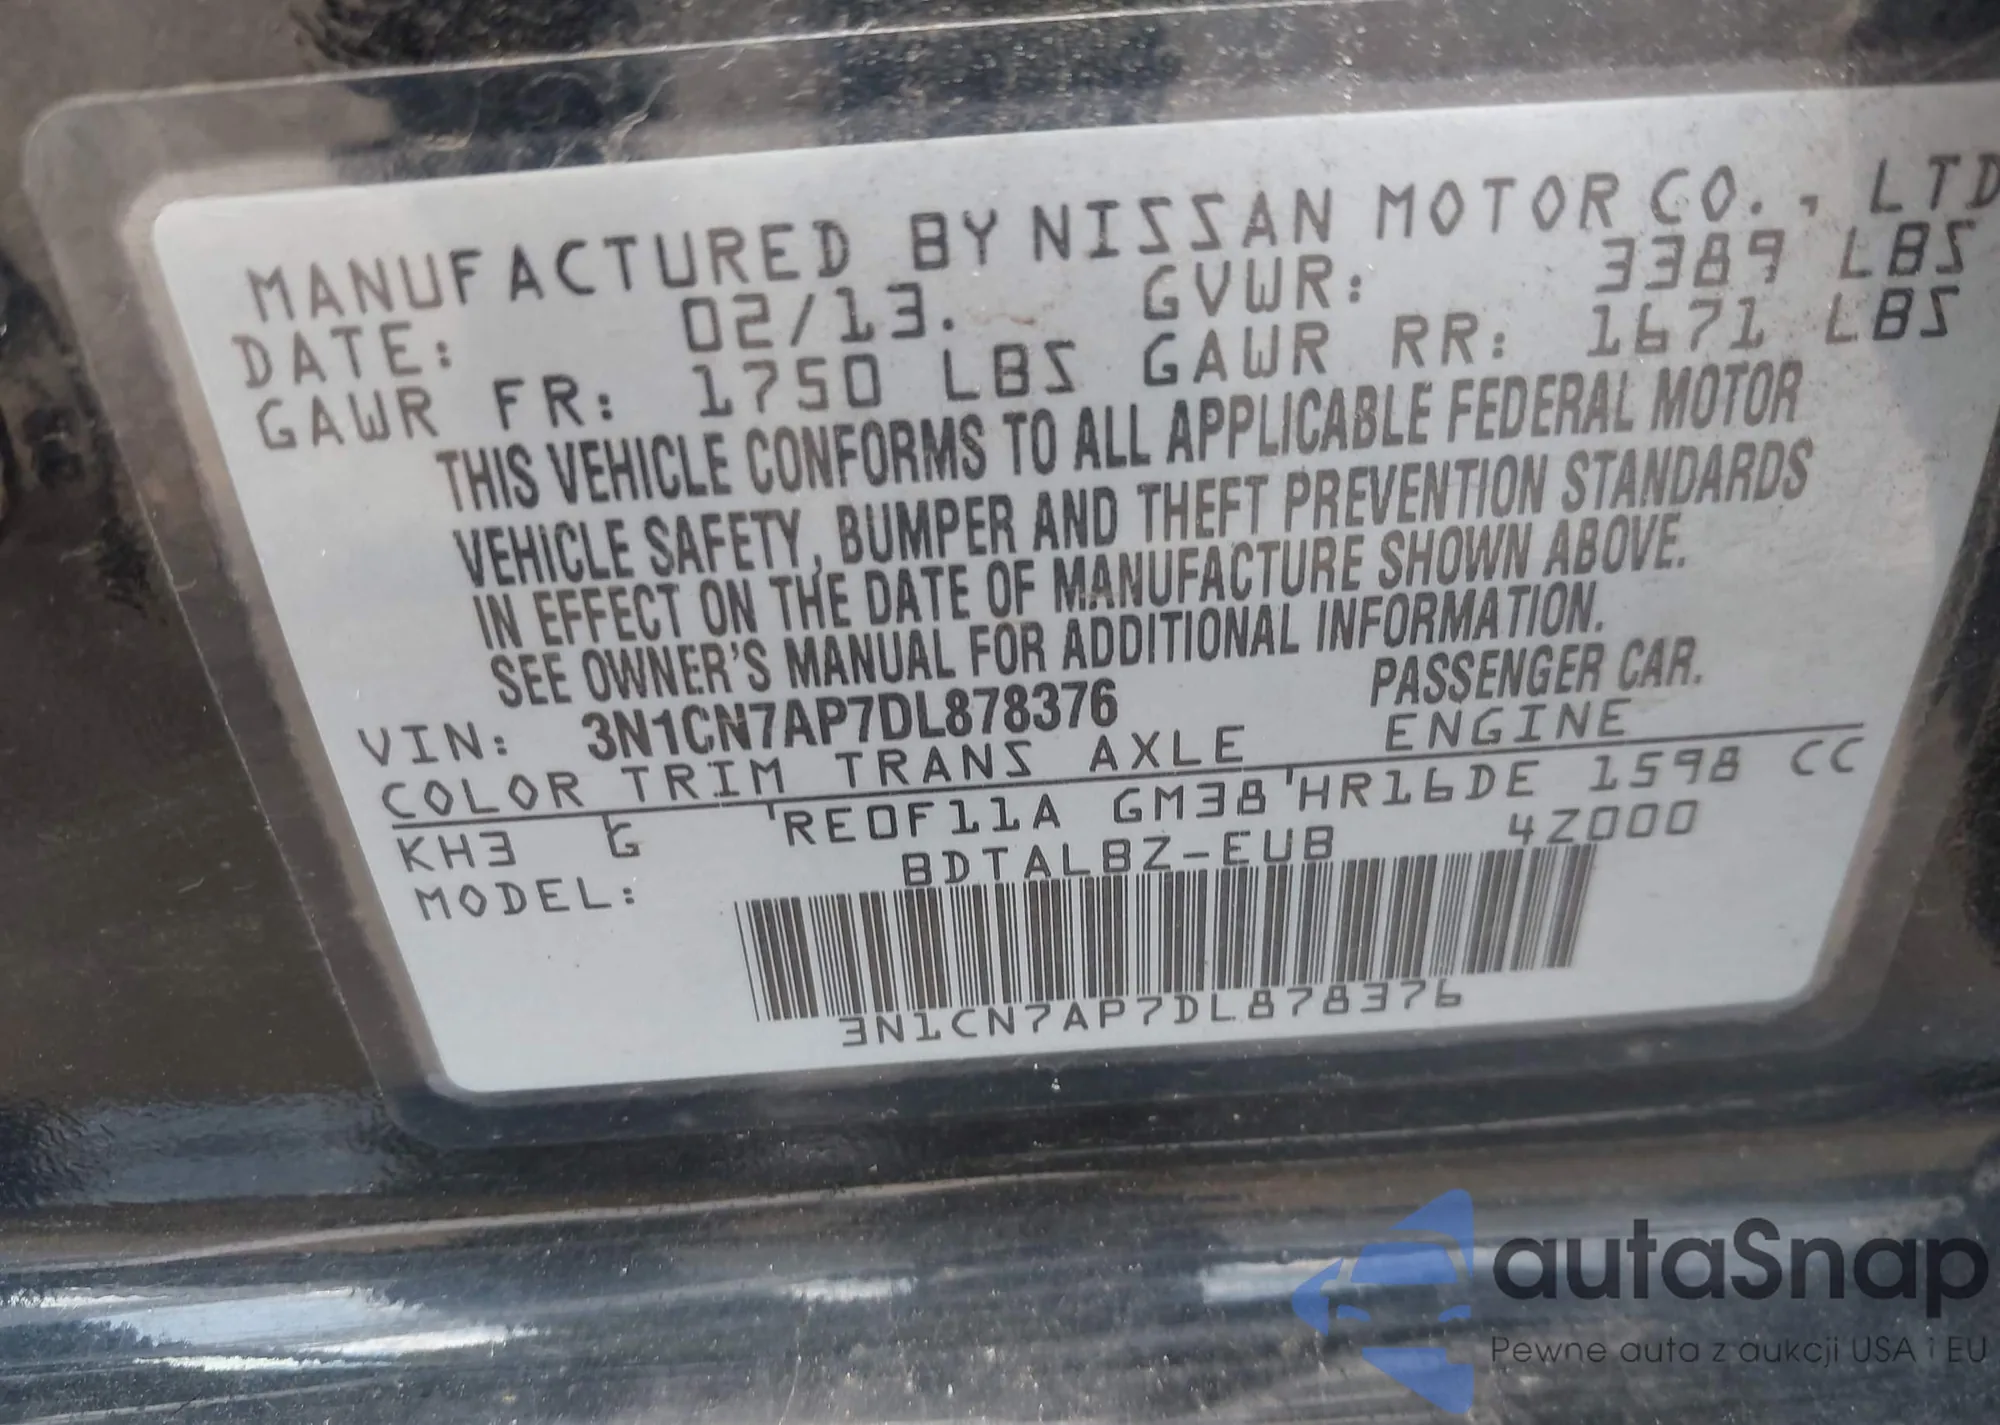 MANUFACTURED BY NISSAN MOTOR CO., LTD
DATE: 02/13. GVWR: 3389 LBS
GAWR FR: 1750 LBS GAWR RR: 1671 LBS
THIS VEHICLE CONFORMS TO ALL APPLICABLE FEDERAL MOTOR
VEHICLE SAFETY, BUMPER AND THEFT PREVENTION STANDARDS
IN EFFECT ON THE DATE OF MANUFACTURE SHOWN ABOVE.
SEE OWNER'S MANUAL FOR ADDITIONAL INFORMATION.
VIN: 3N1CN7AP7DL878376 PASSENGER CAR.
COLOR TRIM TRANS AXLE ENGINE
KH3 G RE0F11A GM38 HR16DE 1598 CC
MODEL: BDTALBZ-EUB 4Z000
3N1CN7AP7DL878376
autaSnap
Pewne auta z aukcji USA i EU